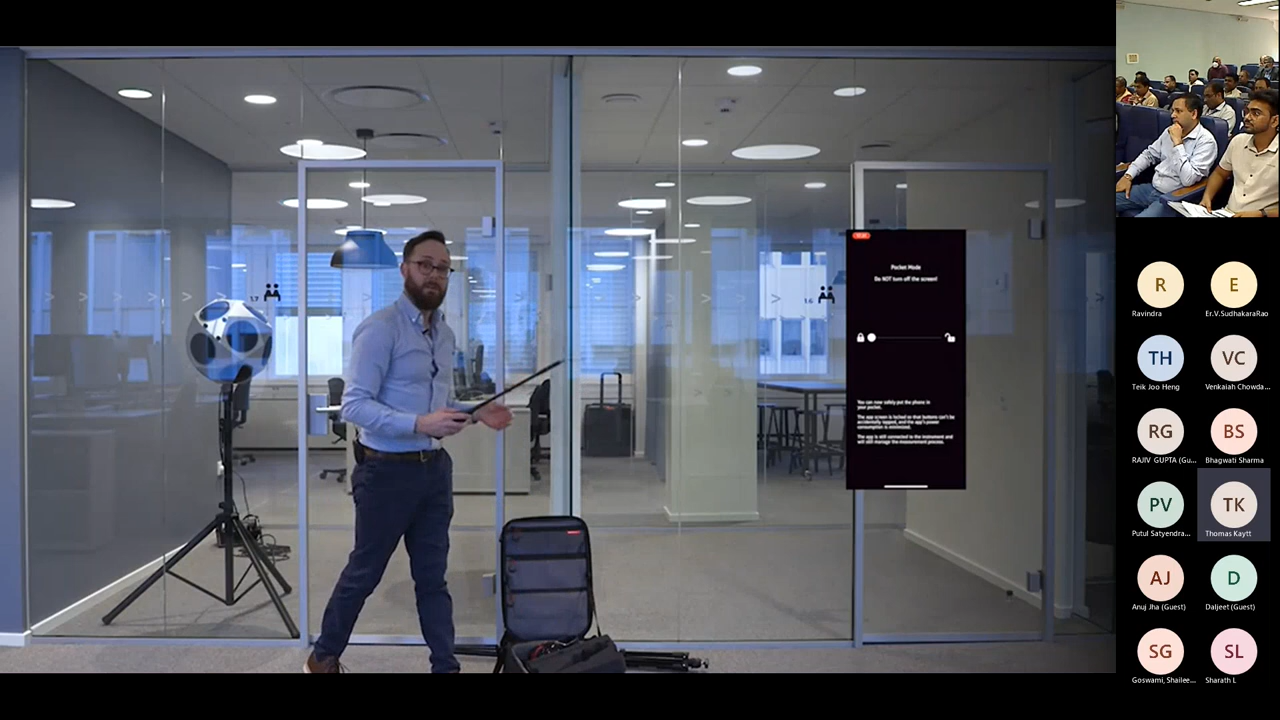 17
16
Pocket Mode
Do NOT turn off the screen!
You can now safely put the phone in
your pocket.
The app screen is locked so that buttons can't be
accidentally tapped, and the app's power
consumption is minimized.
The app is still connected to the instrument and
will still manage the measurement process.
R
Ravindra
E
Er.V.SudhakaraRao
TH
Teik Joo Heng
VC
Venkaiah Chowda...
RG
RAJIV GUPTA (Gu...
BS
Bhagwati Sharma
PV
Putul Satyendra...
TK
Thomas Kaytt
AJ
Anuj Jha (Guest)
D
Daljeet (Guest)
SG
Goswami, Shailee...
SL
Sharath L